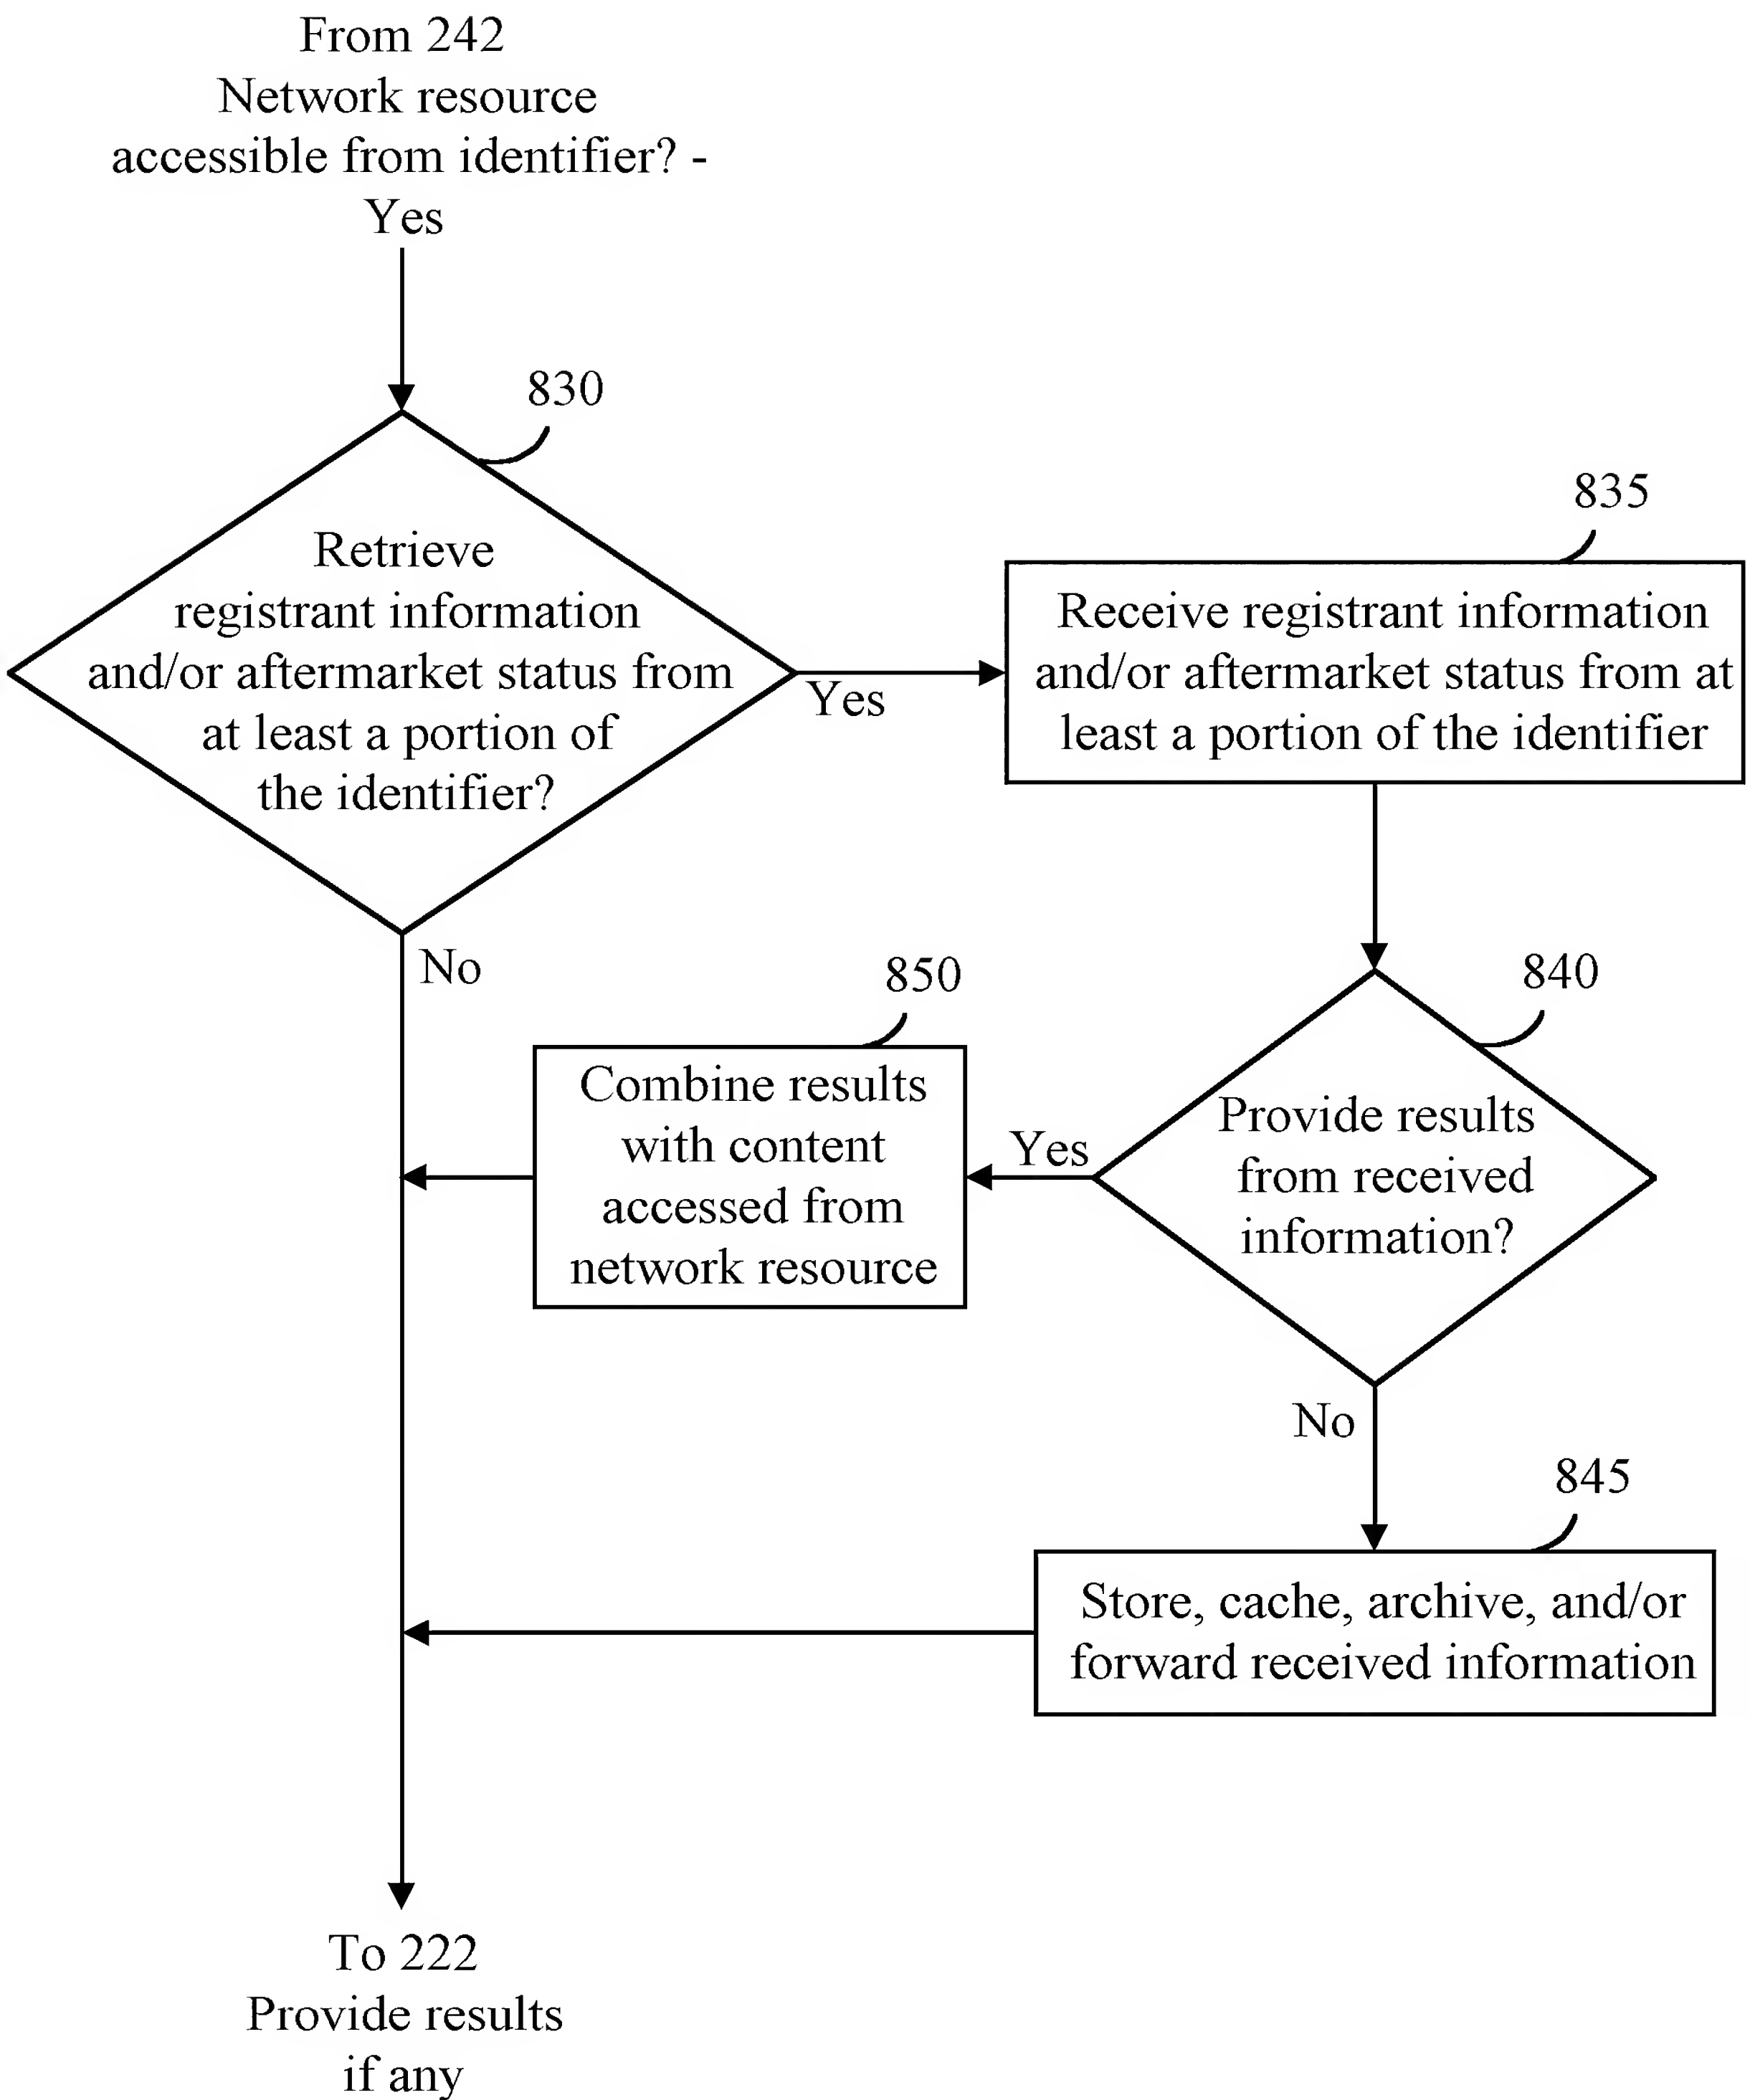 From 242
Network resource
accessible from identifier? -
Yes
830
Retrieve
registrant information
and/or aftermarket status from
at least a portion of
the identifier?
Yes
No
835
Receive registrant information
and/or aftermarket status from at
least a portion of the identifier
840
Provide results
from received
information?
Yes
No
850
Combine results
with content
accessed from
network resource
845
Store, cache, archive, and/or
forward received information
To 222
Provide results
if any